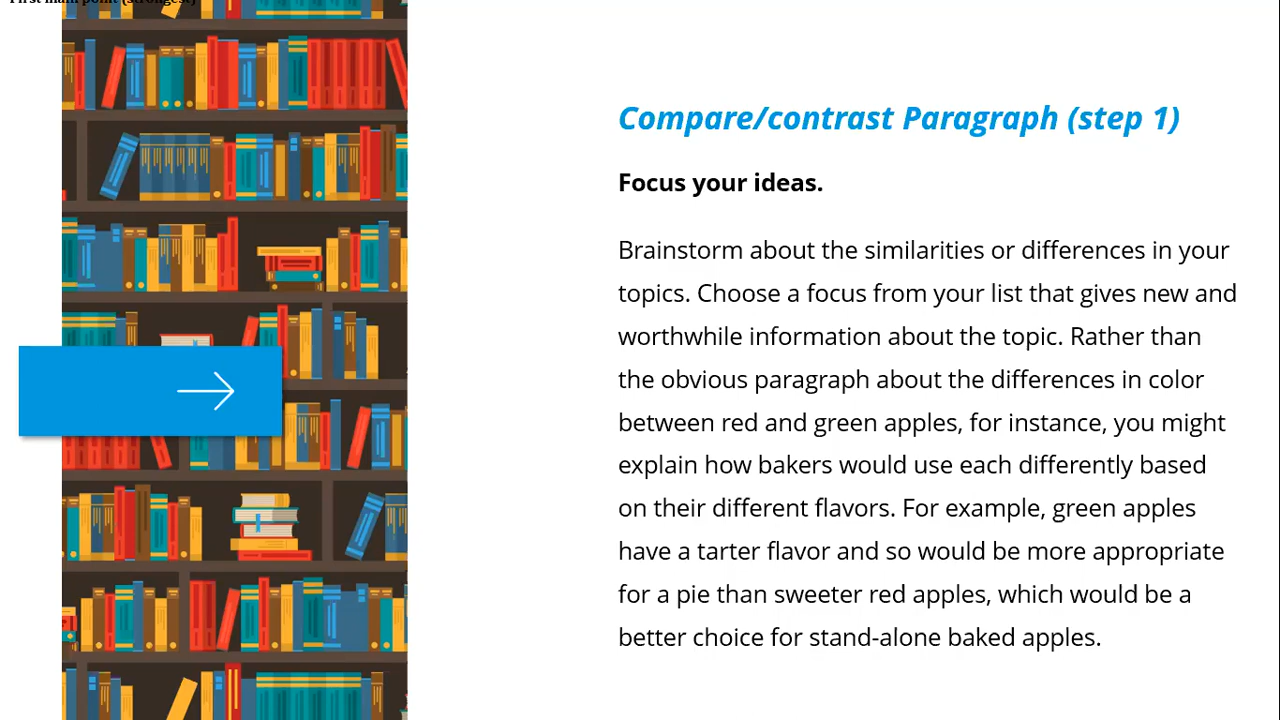 First main point (strongest)
Compare/contrast Paragraph (step 1)
Focus your ideas.
Brainstorm about the similarities or differences in your
topics. Choose a focus from your list that gives new and
worthwhile information about the topic. Rather than
the obvious paragraph about the differences in color
between red and green apples, for instance, you might
explain how bakers would use each differently based
on their different flavors. For example, green apples
have a tarter flavor and so would be more appropriate
for a pie than sweeter red apples, which would be a
better choice for stand-alone baked apples.